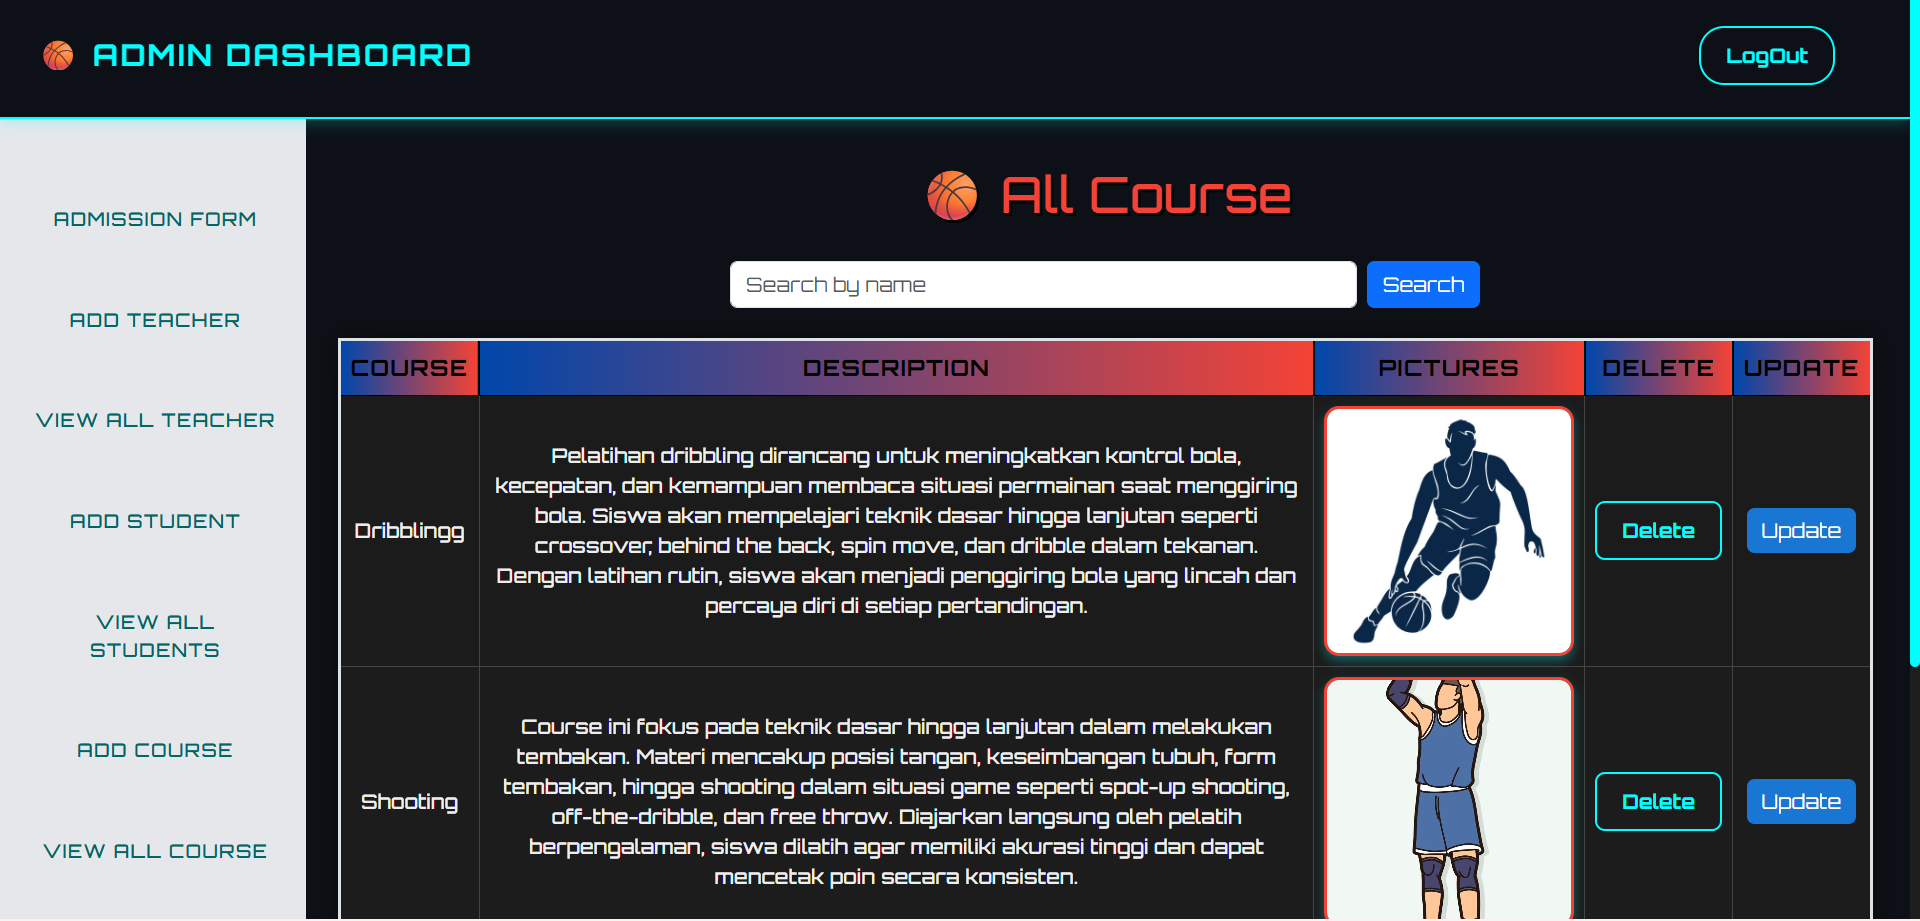 ADMIN DASHBOARD
LogOut
ADMISSION FORM
ADD TEACHER
VIEW ALL TEACHER
ADD STUDENT
VIEW ALL
STUDENTS
ADD COURSE
VIEW ALL COURSE
All Course
Search by name
Search
COURSE DESCRIPTION PICTURES DELETE UPDATE
Dribblingg
Pelatihan dribbling dirancang untuk meningkatkan kontrol bola,
kecepatan, dan kemampuan membaca situasi permainan saat menggiring
bola. Siswa akan mempelajari teknik dasar hingga lanjutan seperti
crossover, behind the back, spin move, dan dribble dalam tekanan.
Dengan latihan rutin, siswa akan menjadi penggiring bola yang lincah dan
percaya diri di setiap pertandingan.
Delete
Update
Shooting
Course ini fokus pada teknik dasar hingga lanjutan dalam melakukan
tembakan. Materi mencakup posisi tangan, keseimbangan tubuh, form
tembakan, hingga shooting dalam situasi game seperti spot-up shooting,
off-the-dribble, dan free throw. Diajarkan langsung oleh pelatih
berpengalaman, siswa dilatih agar memiliki akurasi tinggi dan dapat
mencetak poin secara konsisten.
Delete
Update